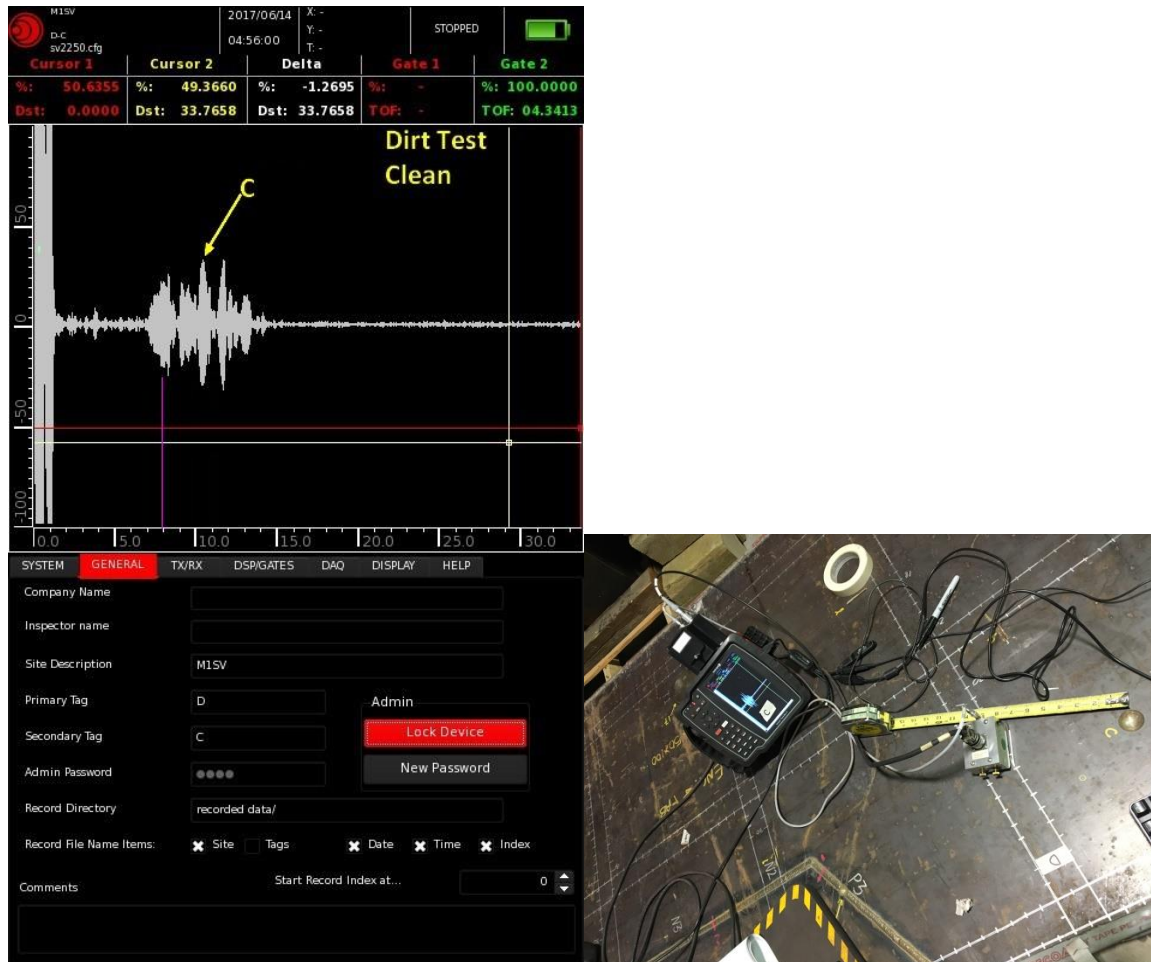 M1SV
D-C
sv2250.cfg
2017/06/14
04:56:00
X: -
Y: -
T: -
STOPPED
Cursor 1 Cursor 2 Delta Gate 1 Gate 2
%: 50.6355 %: 49.3660 %: -1.2695 %: - %: 100.0000
Dst: 0.0000 Dst: 33.7658 Dst: 33.7658 TOF: - TOF: 04.3413
Dirt Test
Clean
C
50
0
-50
-100
0.0 5.0 10.0 15.0 20.0 25.0 30.0
SYSTEM GENERAL TX/RX DSP/GATES DAQ DISPLAY HELP
Company Name
Inspector name
Site Description M1SV
Primary Tag D
Admin
Secondary Tag C
Lock Device
Admin Password
New Password
Record Directory recorded data/
Record File Name Items: Site Tags Date Time Index
Comments
Start Record Index at... 0
C
D
P3
N2
N3